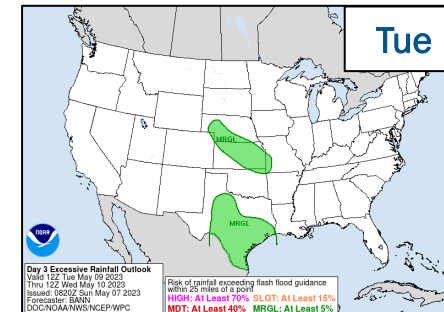 Tue
MRGL
MRGL
NOAA
Day 3 Excessive Rainfall Outlook
Valid 12Z Tue May 09 2023
Thru 12Z Wed May 10 2023
Issued: 0820Z Sun May 07 2023
Forecaster: BANN
DOC/NOAA/NWS/NCEP/WPC
Risk of rainfall exceeding flash flood guidance
within 25 miles of a point
HIGH: At Least 70% SLGT: At Least 15%
MDT: At Least 40% MRGL: At Least 5%